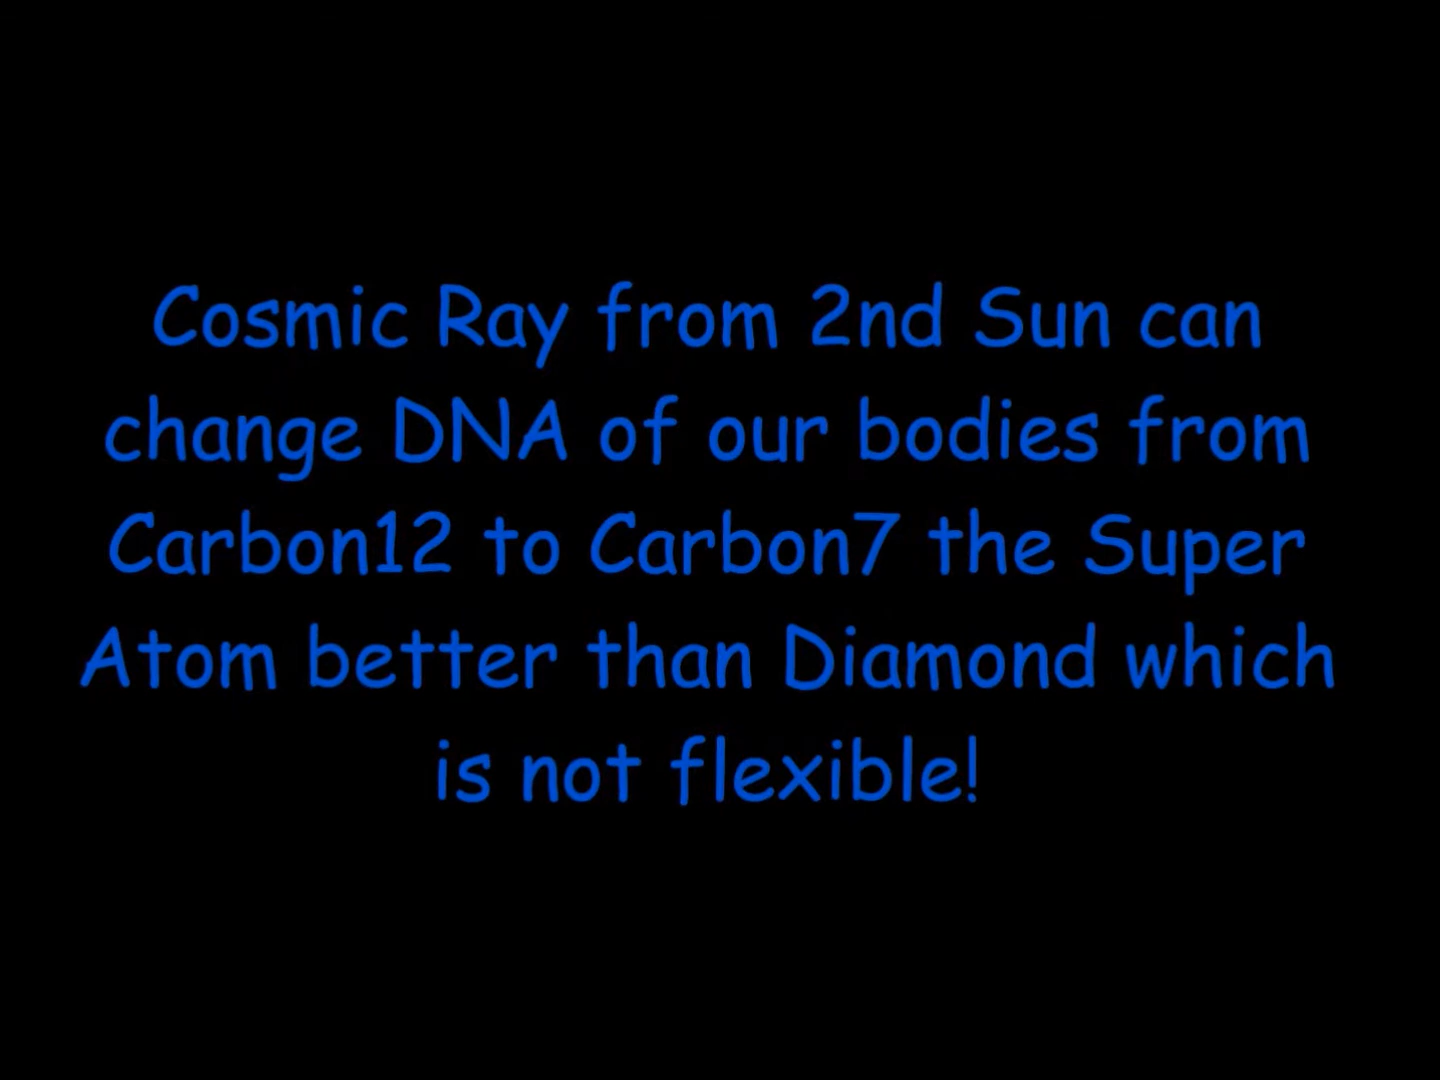 Cosmic Ray from 2nd Sun can
change DNA of our bodies from
Carbon12 to Carbon7 the Super
Atom better than Diamond which
is not flexible!